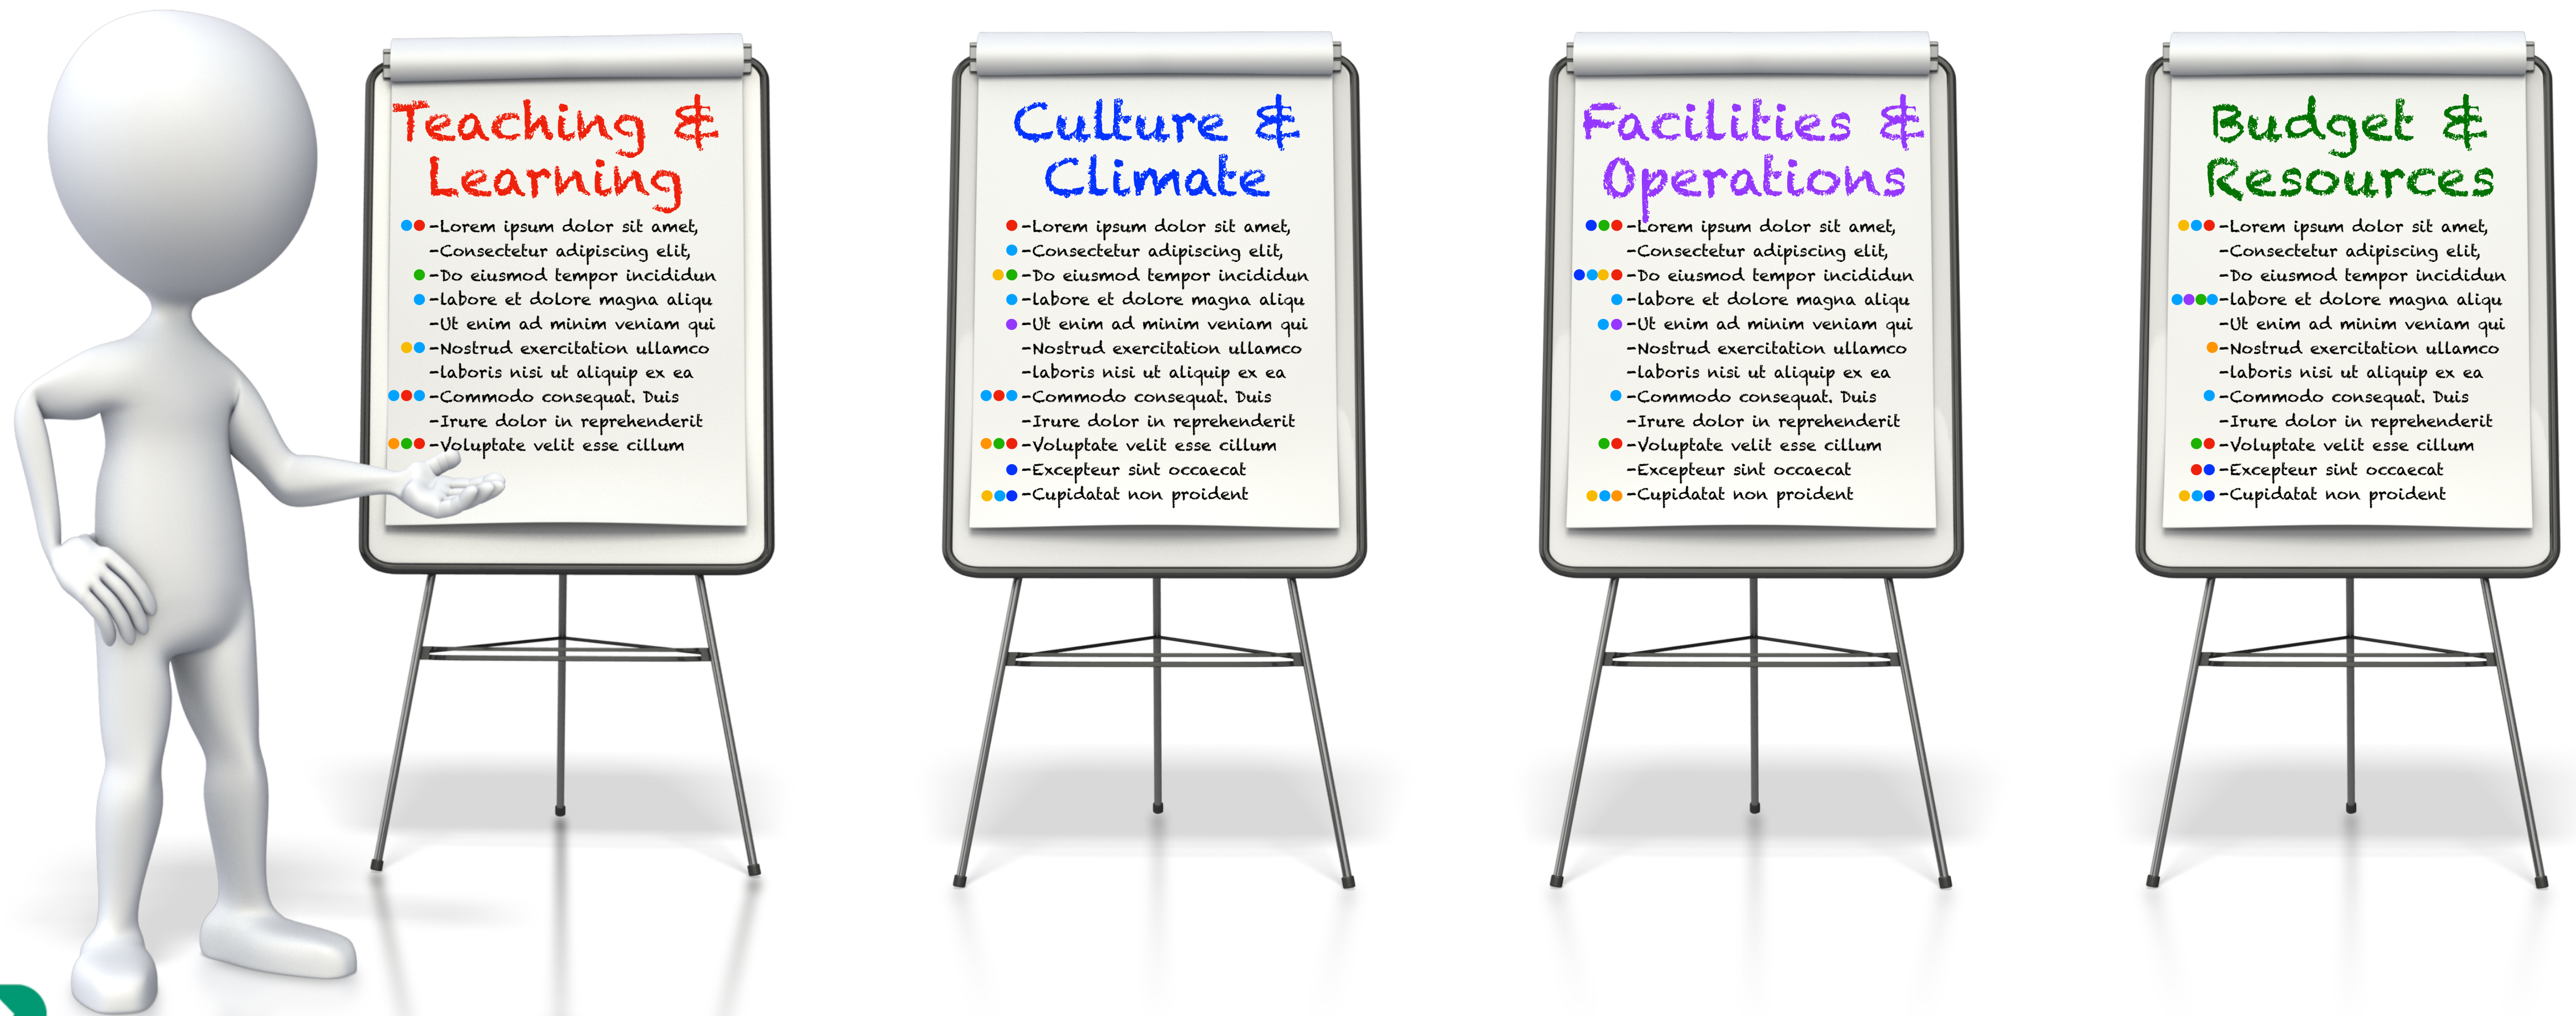 Teaching &
Learning
-Lorem ipsum dolor sit amet,
-Consectetur adipiscing elit,
-Do eiusmod tempor incididun
-labore et dolore magna aliqu
-Ut enim ad minim veniam qui
-Nostrud exercitation ullamco
-laboris nisi ut aliquip ex ea
-Commodo consequat. Duis
-Irure dolor in reprehenderit
-Voluptate velit esse cillum
Culture &
Climate
-Lorem ipsum dolor sit amet,
-Consectetur adipiscing elit,
-Do eiusmod tempor incididun
-labore et dolore magna aliqu
-Ut enim ad minim veniam qui
-Nostrud exercitation ullamco
-laboris nisi ut aliquip ex ea
-Commodo consequat. Duis
-Irure dolor in reprehenderit
-Voluptate velit esse cillum
-Excepteur sint occaecat
-Cupidatat non proident
Facilities &
Operations
-Lorem ipsum dolor sit amet,
-Consectetur adipiscing elit,
-Do eiusmod tempor incididun
-labore et dolore magna aliqu
-Ut enim ad minim veniam qui
-Nostrud exercitation ullamco
-laboris nisi ut aliquip ex ea
-Commodo consequat. Duis
-Irure dolor in reprehenderit
-Voluptate velit esse cillum
-Excepteur sint occaecat
-Cupidatat non proident
Budget &
Resources
-Lorem ipsum dolor sit amet,
-Consectetur adipiscing elit,
-Do eiusmod tempor incididun
-labore et dolore magna aliqu
-Ut enim ad minim veniam qui
-Nostrud exercitation ullamco
-laboris nisi ut aliquip ex ea
-Commodo consequat. Duis
-Irure dolor in reprehenderit
-Voluptate velit esse cillum
-Excepteur sint occaecat
-Cupidatat non proident